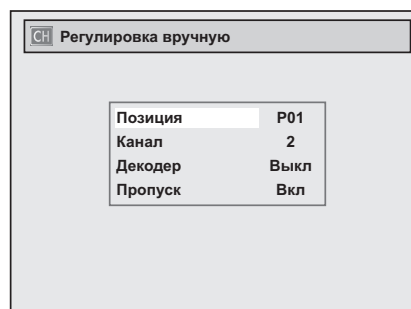 CH Регулировка вручную
Позиция P01
Канал 2
Декодер Выкл
Пропуск Вкл